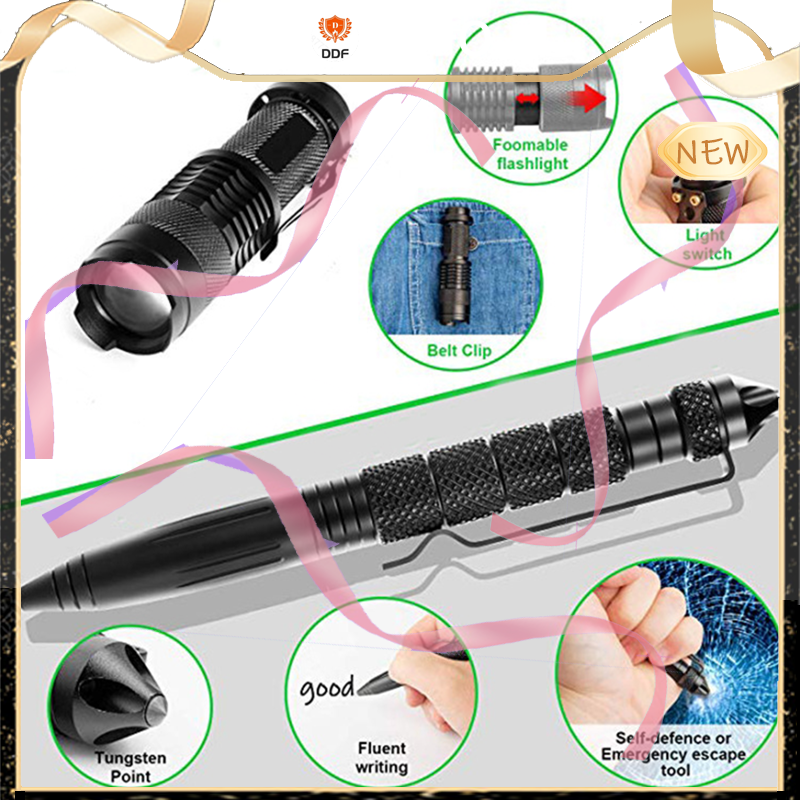 D
DDF
Foomable
flashlight
NEW
Light
switch
Belt Clip
good
Tungsten
Point
Fluent
writing
Self-defence or
Emergency escape
tool